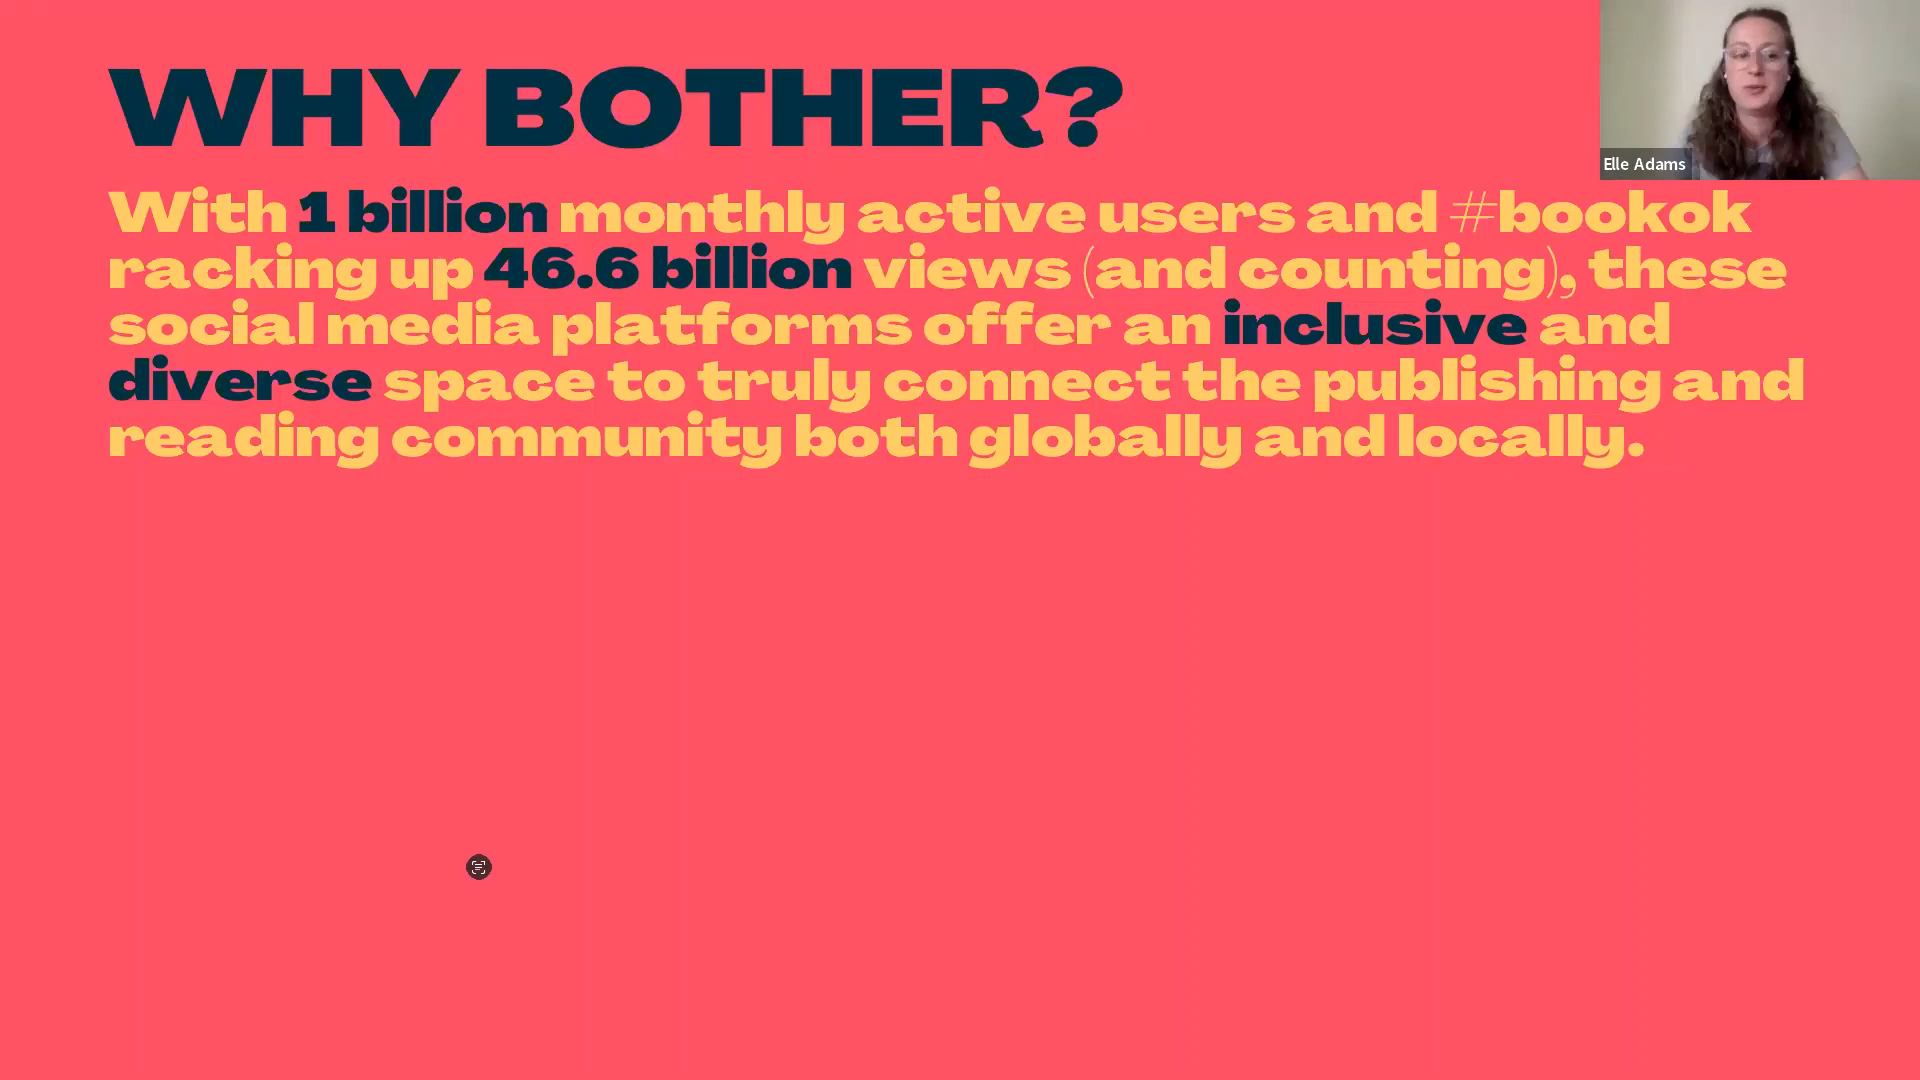 WHY BOTHER?
With 1 billion monthly active users and #bookok
racking up 46.6 billion views (and counting), these
social media platforms offer an inclusive and
diverse space to truly connect the publishing and
reading community both globally and locally.
Elle Adams